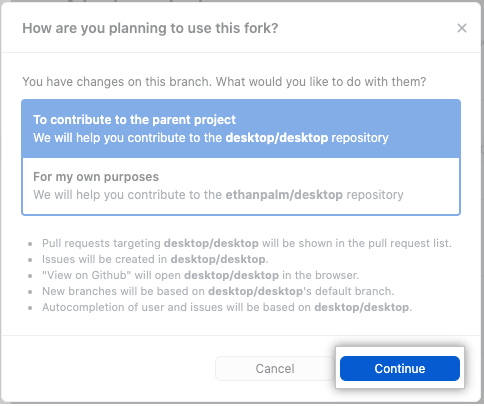 How are you planning to use this fork?
You have changes on this branch. What would you like to do with them?
To contribute to the parent project
We will help you contribute to the desktop/desktop repository
For my own purposes
We will help you contribute to the ethanpalm/desktop repository
• Pull requests targeting desktop/desktop will be shown in the pull request list.
• Issues will be created in desktop/desktop.
• "View on Github" will open desktop/desktop in the browser.
• New branches will be based on desktop/desktop's default branch.
• Autocompletion of user and issues will be based on desktop/desktop.
Cancel
Continue